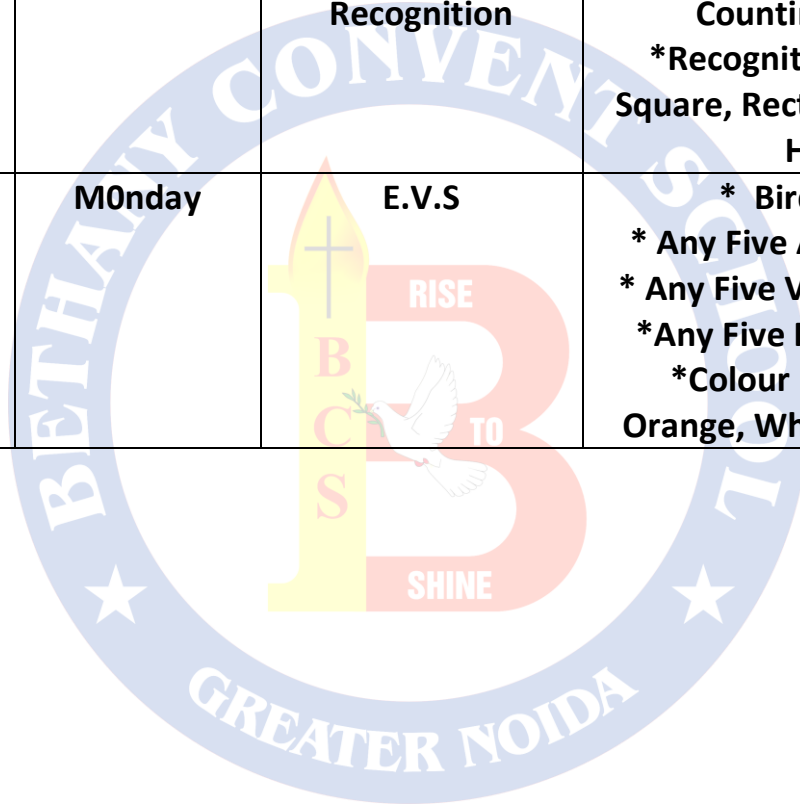 Recognition
Counti
*Recognit
Square, Rect
H
M0nday
E.V.S
* Bir
* Any Five
* Any Five V
*Any Five
*Colour
Orange, Wh
BETHANY CONVENT SCHOOL
RISE
B
C
TO
S
SHINE
GREATER NOIDA